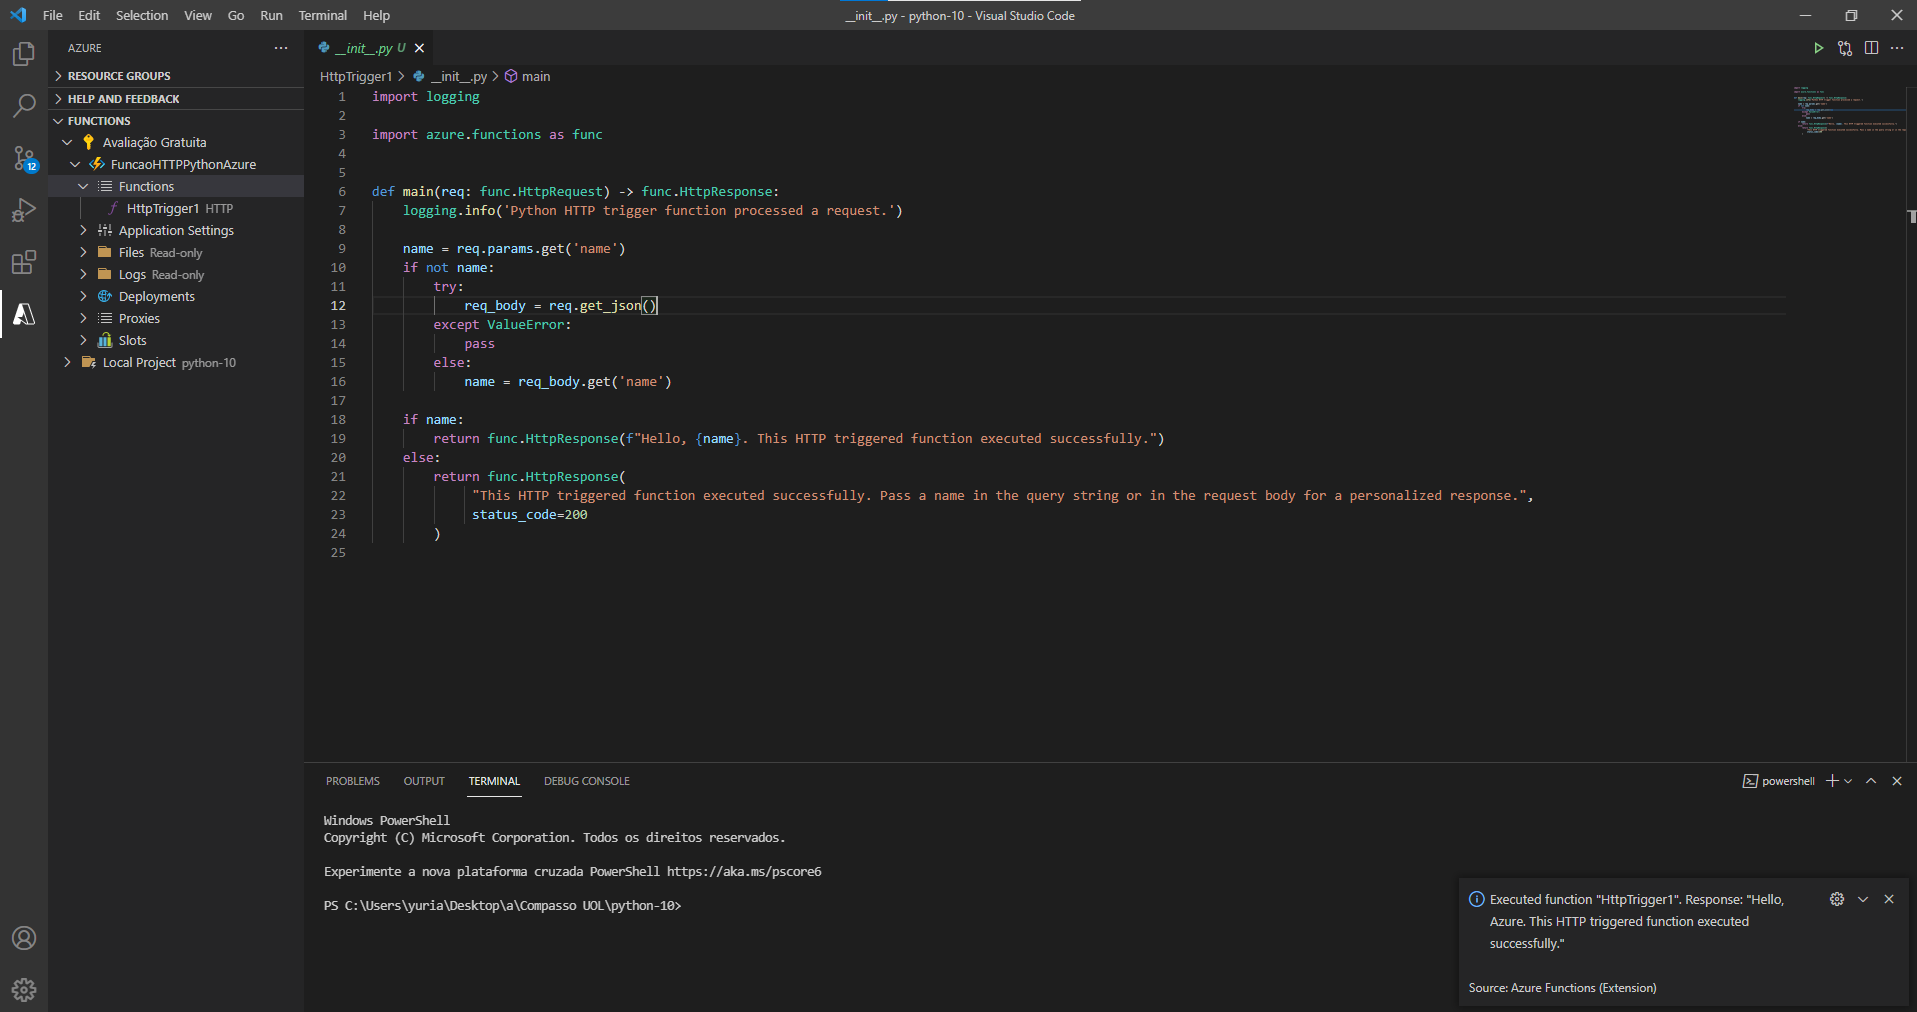 File Edit Selection View Go Run Terminal Help
__init__.py - python-10 - Visual Studio Code
AZURE
RESOURCE GROUPS
HELP AND FEEDBACK
FUNCTIONS
Avaliação Gratuita
FuncaoHTTPPythonAzure
Functions
HttpTrigger1 HTTP
Application Settings
Files Read-only
Logs Read-only
Deployments
Proxies
Slots
Local Project python-10
12
__init__.py U
HttpTrigger1 > __init__.py > main
1 import logging
2
3 import azure.functions as func
4
5
6 def main(req: func.HttpRequest) -> func.HttpResponse:
7 logging.info('Python HTTP trigger function processed a request.')
8
9 name = req.params.get('name')
10 if not name:
11 try:
12 req_body = req.get_json()
13 except ValueError:
14 pass
15 else:
16 name = req_body.get('name')
17
18 if name:
19 return func.HttpResponse(f"Hello, {name}. This HTTP triggered function executed successfully.")
20 else:
21 return func.HttpResponse(
22 "This HTTP triggered function executed successfully. Pass a name in the query string or in the request body for a personalized response.",
23 status_code=200
24 )
25
PROBLEMS OUTPUT TERMINAL DEBUG CONSOLE
powershell
Windows PowerShell
Copyright (C) Microsoft Corporation. Todos os direitos reservados.
Experimente a nova plataforma cruzada PowerShell https://aka.ms/pscore6
PS C:\Users\yuria\Desktop\a\Compasso UOL\python-10>
Executed function "HttpTrigger1". Response: "Hello,
Azure. This HTTP triggered function executed
successfully."
Source: Azure Functions (Extension)